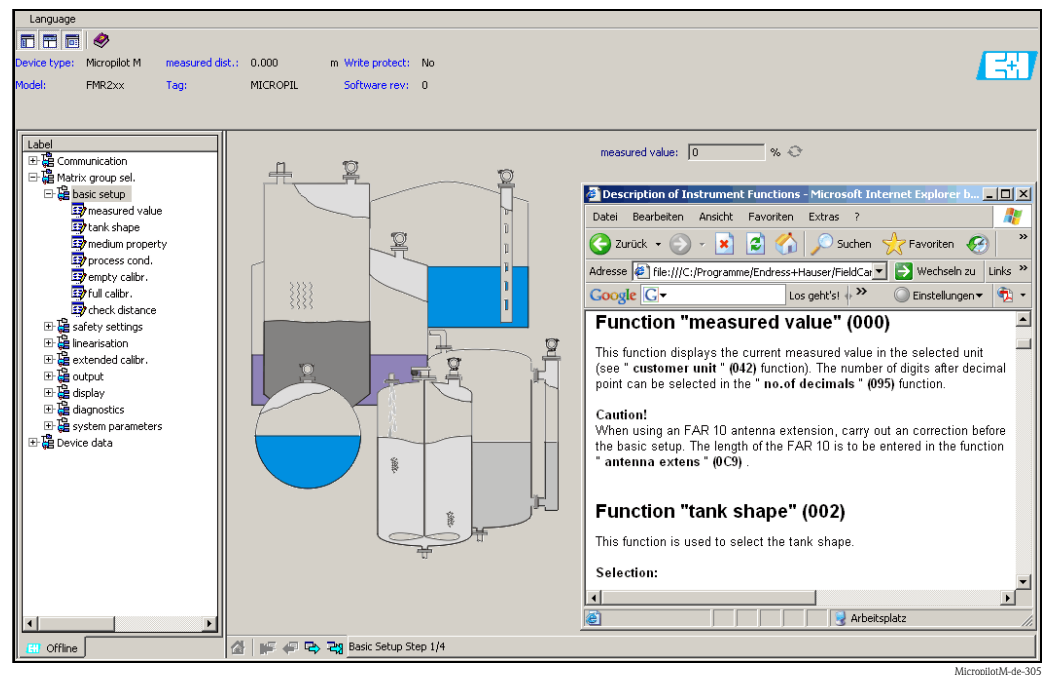 Language
Device type: Micropilot M measured dist.: 0.000 m Write protect: No
Model: FMR2xx Tag: MICROPIL Software rev: 0
E+H
Label
Communication
Matrix group sel.
basic setup
measured value
tank shape
medium property
process cond.
empty calibr.
full calibr.
check distance
safety settings
linearisation
extended calibr.
output
display
diagnostics
system parameters
Device data
measured value: 0 %
Description of Instrument Functions - Microsoft Internet Explorer b...
Datei Bearbeiten Ansicht Favoriten Extras ?
Zurück Suchen Favoriten »
Adresse file:///C:/Programme/Endress+Hauser/FieldCar Wechseln zu Links »
Google G Los geht's! » Einstellungen
Function "measured value" (000)
This function displays the current measured value in the selected unit
(see " customer unit " (042) function). The number of digits after decimal
point can be selected in the " no.of decimals " (095) function.
Caution!
When using an FAR 10 antenna extension, carry out an correction before
the basic setup. The length of the FAR 10 is to be entered in the function
" antenna extens " (0C9) .
Function "tank shape" (002)
This function is used to select the tank shape.
Selection:
Arbeitsplatz
Offline
Basic Setup Step 1/4
MicropilotM-de-305